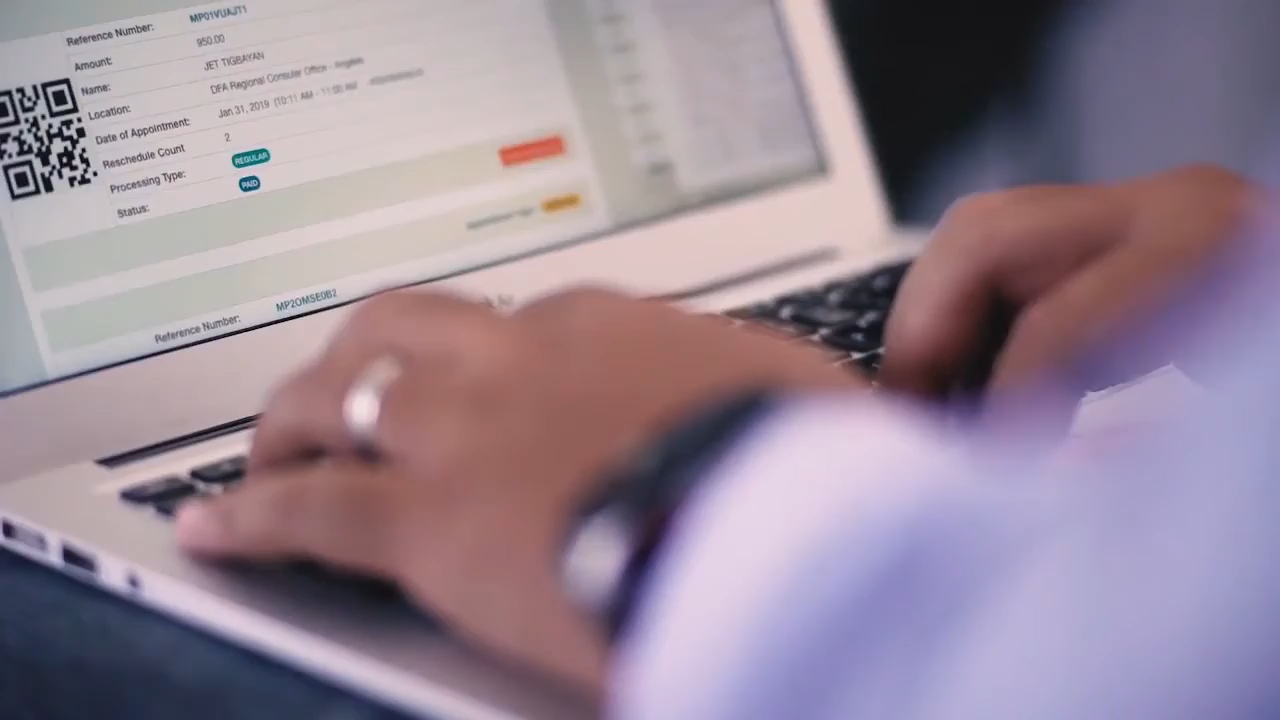 Reference Number: MP01VUAJT1
Amount: 950.00
Name: JET TIGBAYAN
Location: DFA Regional Consular Office - Angeles
Date of Appointment: Jan 31, 2019 (10:11 AM - 11:00 AM
Reschedule Count 2
Processing Type: REGULAR
Status: PAID
Reference Number: MP2OMSE0B2